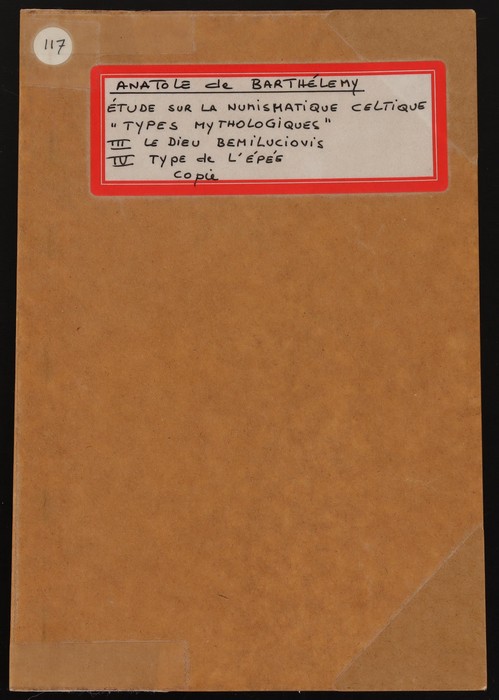 117
ANATOLE de BARTHÉLEMY
ÉTUDE SUR LA NUMISMATIQUE CELTIQUE
"TYPES MYTHOLOGIQUES"
III LE DIEU BEMILUCIOVIS
IV TYPE de L'ÉPÉE
Copie